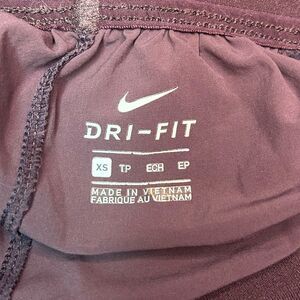 DRI-FIT
XS TP ECH EP
MADE IN VIETNAM
FABRIQUE AU VIETNAM